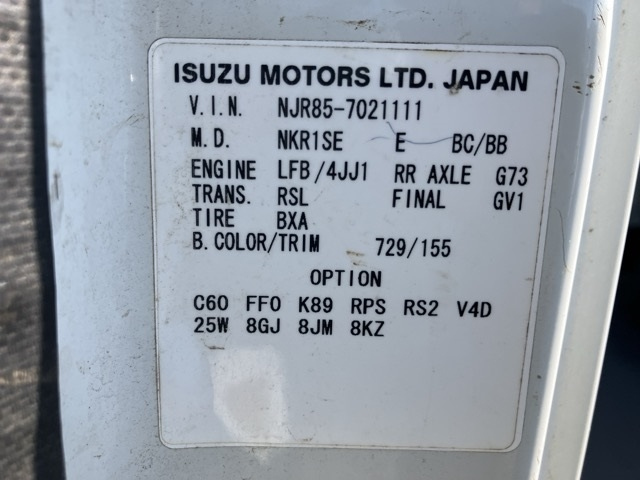 ISUZU MOTORS LTD. JAPAN
V.I.N. NJR85-7021111
M.D. NKR1SE E BC/BB
ENGINE LFB/4JJ1 RR AXLE G73
TRANS. RSL FINAL GV1
TIRE BXA
B.COLOR/TRIM 729/155
OPTION
C60 FF0 K89 RPS RS2 V4D
25W 8GJ 8JM 8KZ